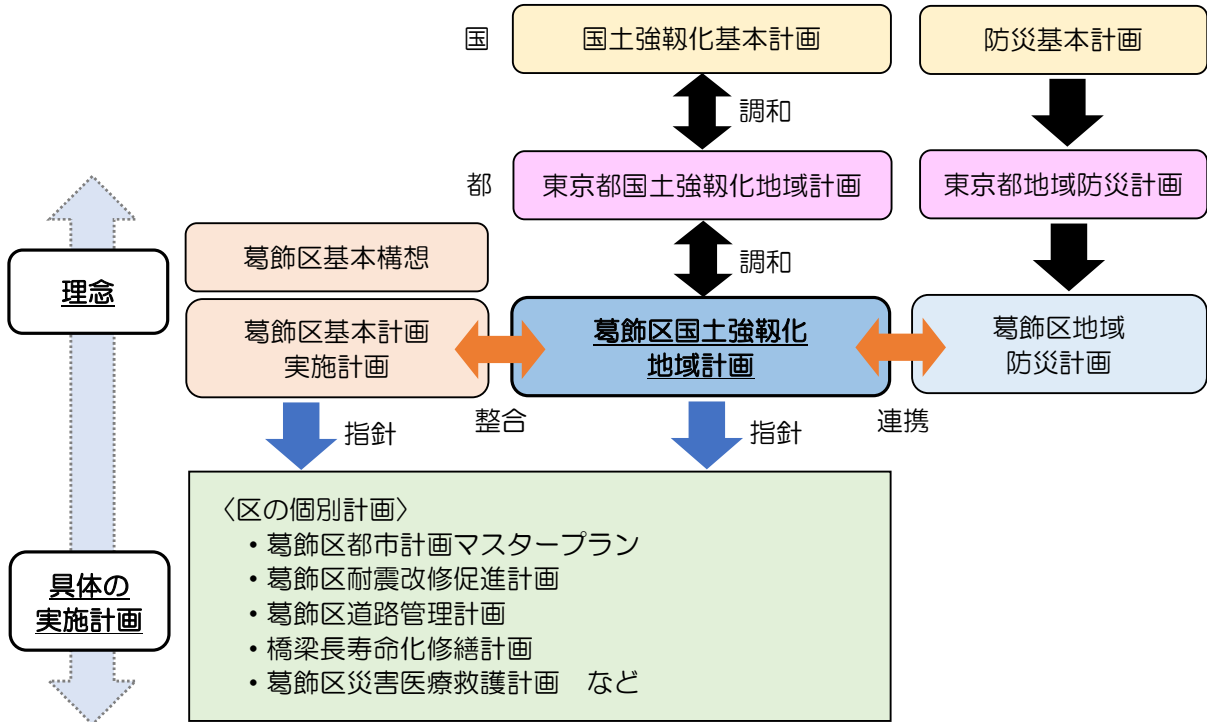 国
国土強靱化基本計画
防災基本計画
調和
都
東京都国土強靱化地域計画
東京都地域防災計画
理念
葛飾区基本構想
調和
葛飾区基本計画
実施計画
葛飾区国土強靱化
地域計画
葛飾区地域
防災計画
指針
整合
指針
連携
〈区の個別計画〉
・葛飾区都市計画マスタープラン
・葛飾区耐震改修促進計画
・葛飾区道路管理計画
・橋梁長寿命化修繕計画
・葛飾区災害医療救護計画　など
具体の
実施計画